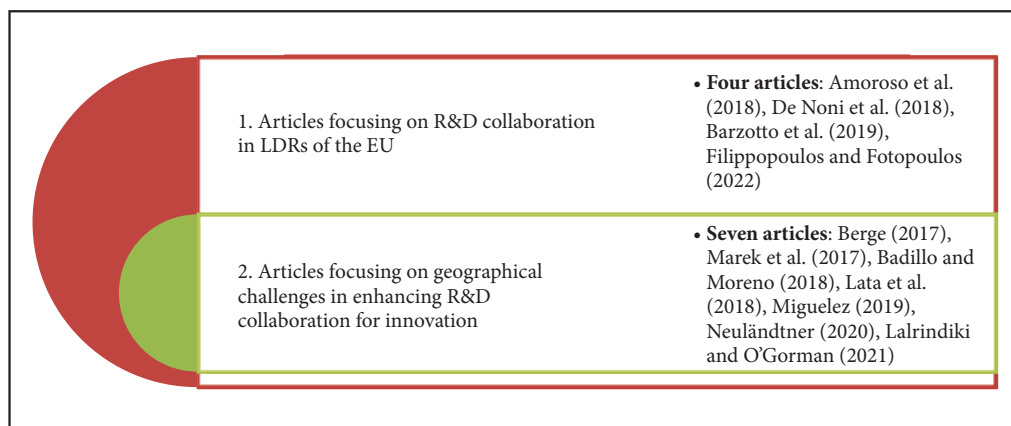 1. Articles focusing on R&D collaboration
in LDRs of the EU
• Four articles: Amoroso et al.
(2018), De Noni et al. (2018),
Barzotto et al. (2019),
Filippopoulos and Fotopoulos
(2022)
2. Articles focusing on geographical
challenges in enhancing R&D
collaboration for innovation
• Seven articles: Berge (2017),
Marek et al. (2017), Badillo and
Moreno (2018), Lata et al.
(2018), Miguelez (2019),
Neuländtner (2020), Lalrindiki
and O'Gorman (2021)